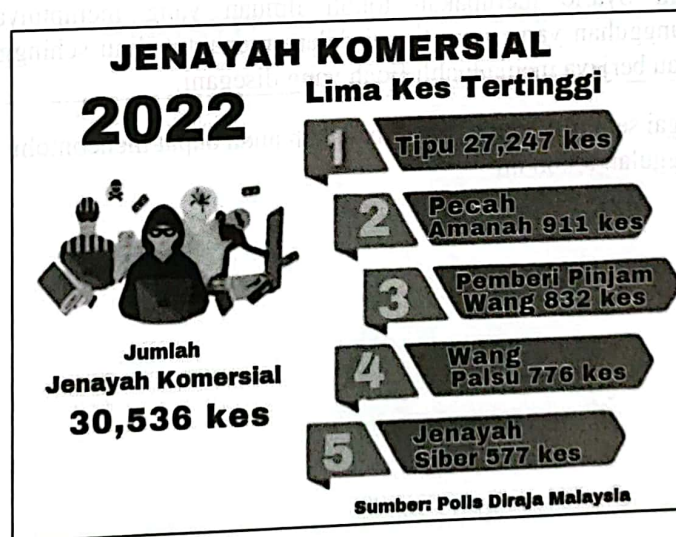 JENAYAH KOMERSIAL
2022
Lima Kes Tertinggi
1 Tipu 27,247 kes
2 Pecah
Amanah 911 kes
3 Pemberi Pinjam
Wang 832 kes
4 Wang
Palsu 776 kes
5 Jenayah
Siber 577 kes
Jumlah
Jenayah Komersial
30,536 kes
Sumber: Polis Diraja Malaysia